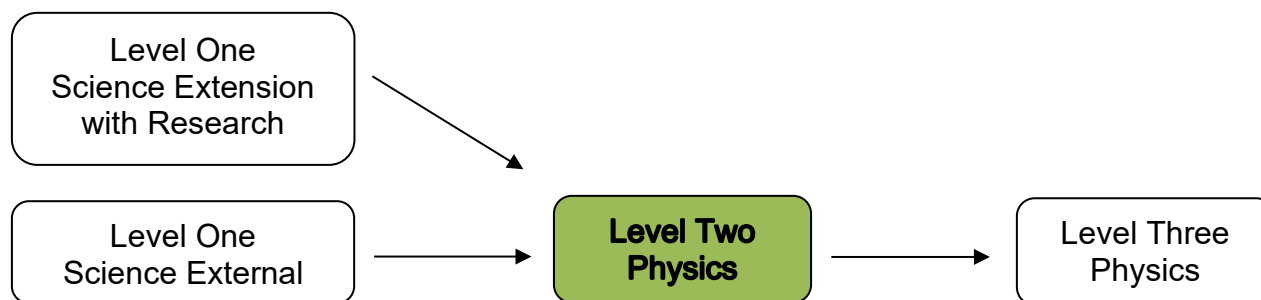 Level One
Science Extension
with Research
Level One
Science External
Level Two
Physics
Level Three
Physics